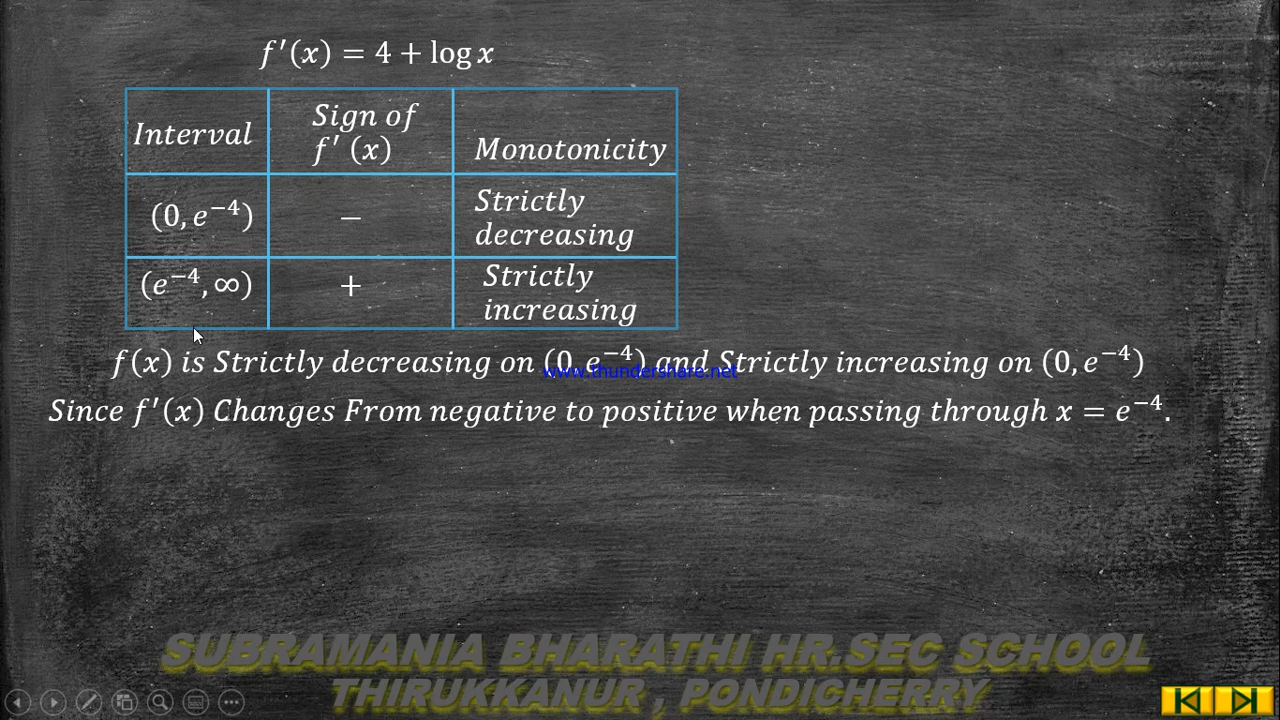 f′(x) = 4 + log x
Interval
Sign of
f′ (x)
Monotonicity
(0, e⁻⁴)
−
Strictly
decreasing
(e⁻⁴, ∞)
+
Strictly
increasing
f(x) is Strictly decreasing on (0, e⁻⁴) and Strictly increasing on (0, e⁻⁴)
www.thundershare.net
Since f′(x) Changes From negative to positive when passing through x = e⁻⁴.
SUBRAMANIA BHARATHI HR.SEC SCHOOL
THIRUKKANUR , PONDICHERRY